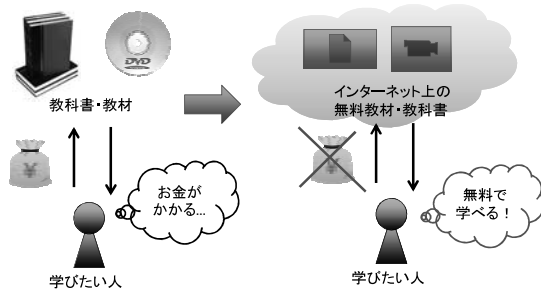 DVD
教科書・教材
¥
お金が
かかる...
学びたい人
インターネット上の
無料教材・教科書
¥
無料で
学べる！
学びたい人